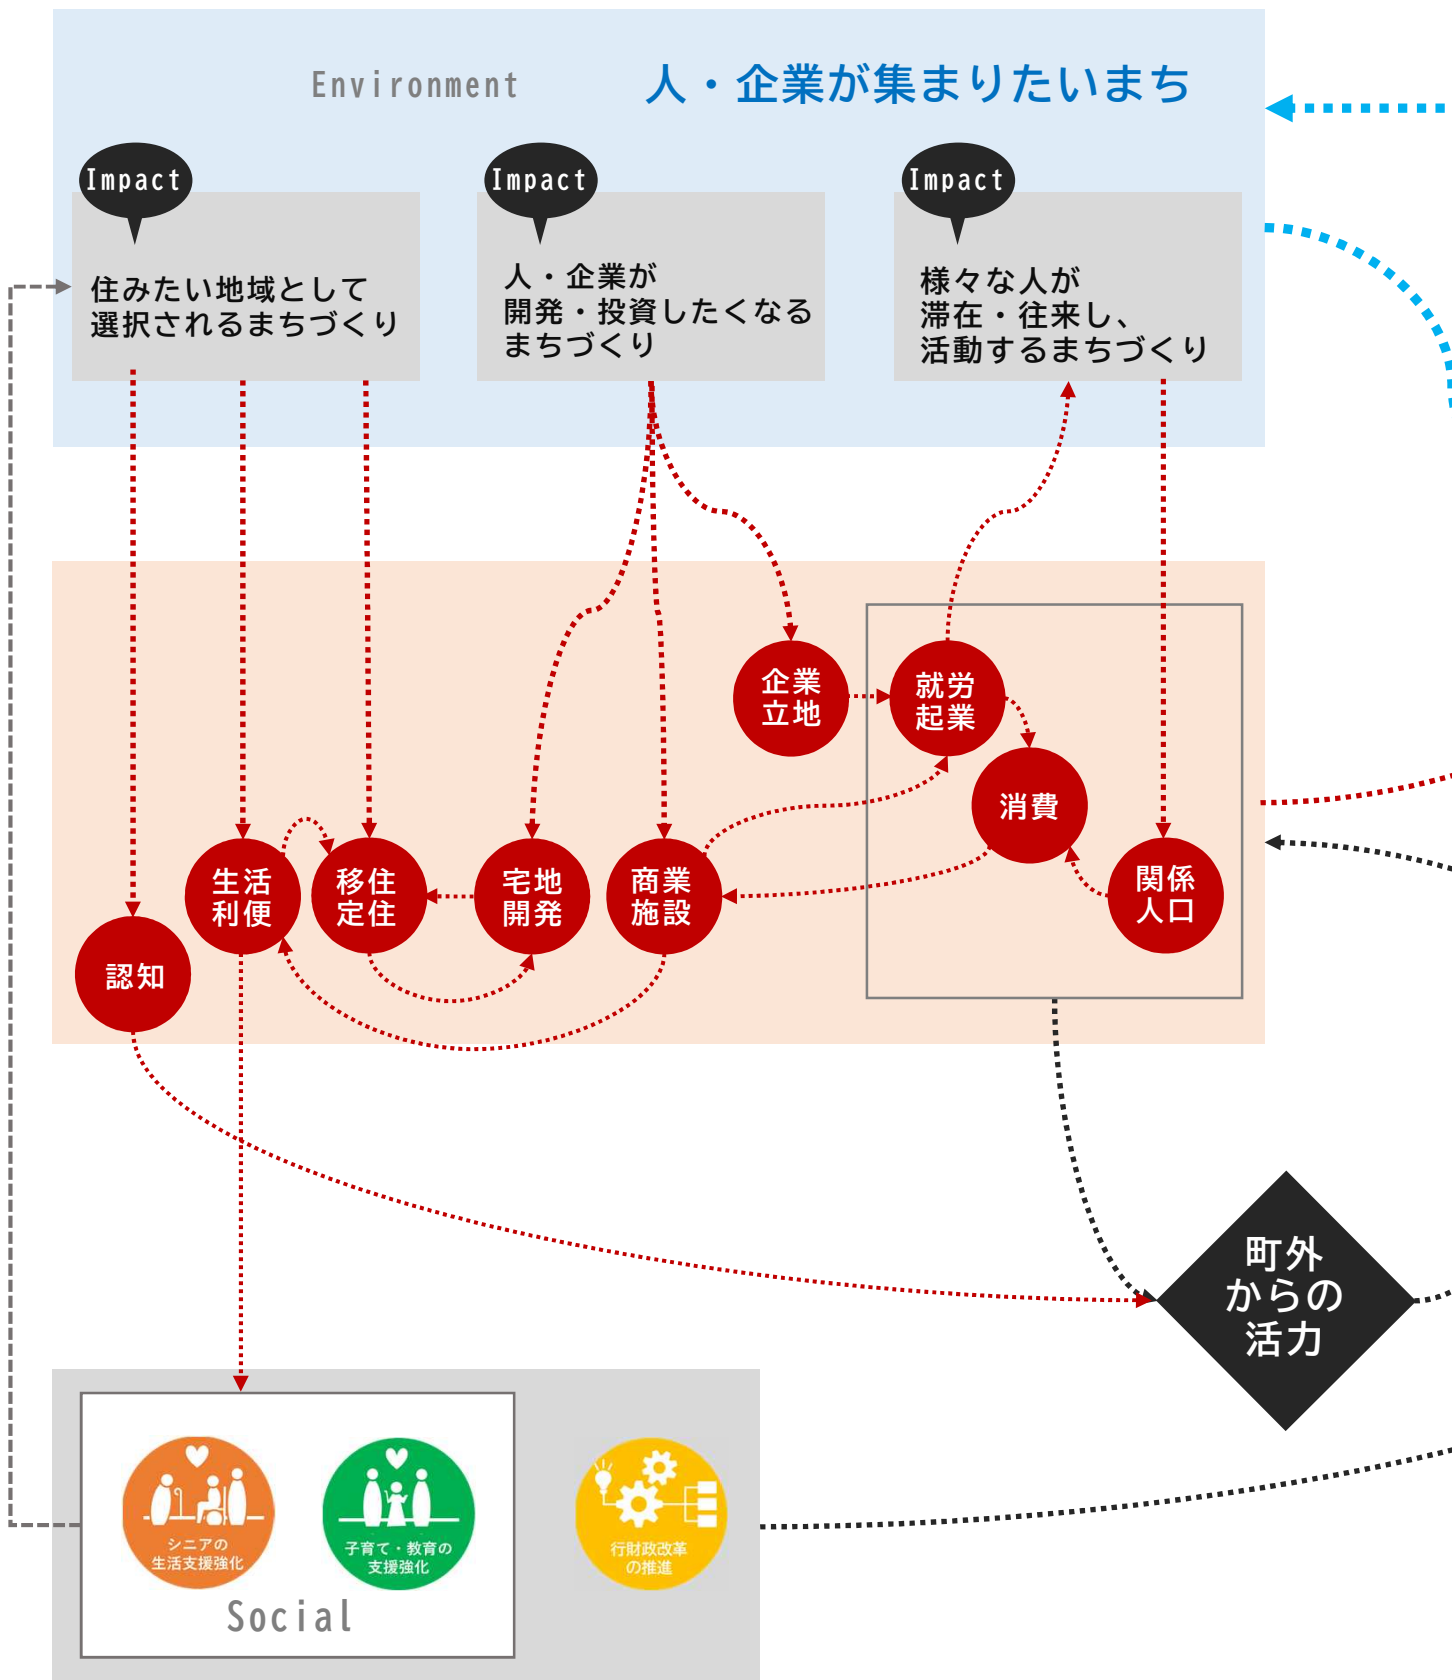 Environment
人・企業が集まりたいまち
Impact
住みたい地域として
選択されるまちづくり
Impact
人・企業が
開発・投資したくなる
まちづくり
Impact
様々な人が
滞在・往来し、
活動するまちづくり
企業
立地
就労
起業
消費
生活
利便
移住
定住
宅地
開発
商業
施設
関係
人口
認知
町外
からの
活力
シニアの
生活支援強化
子育て・教育の
支援強化
行財政改革
の推進
Social